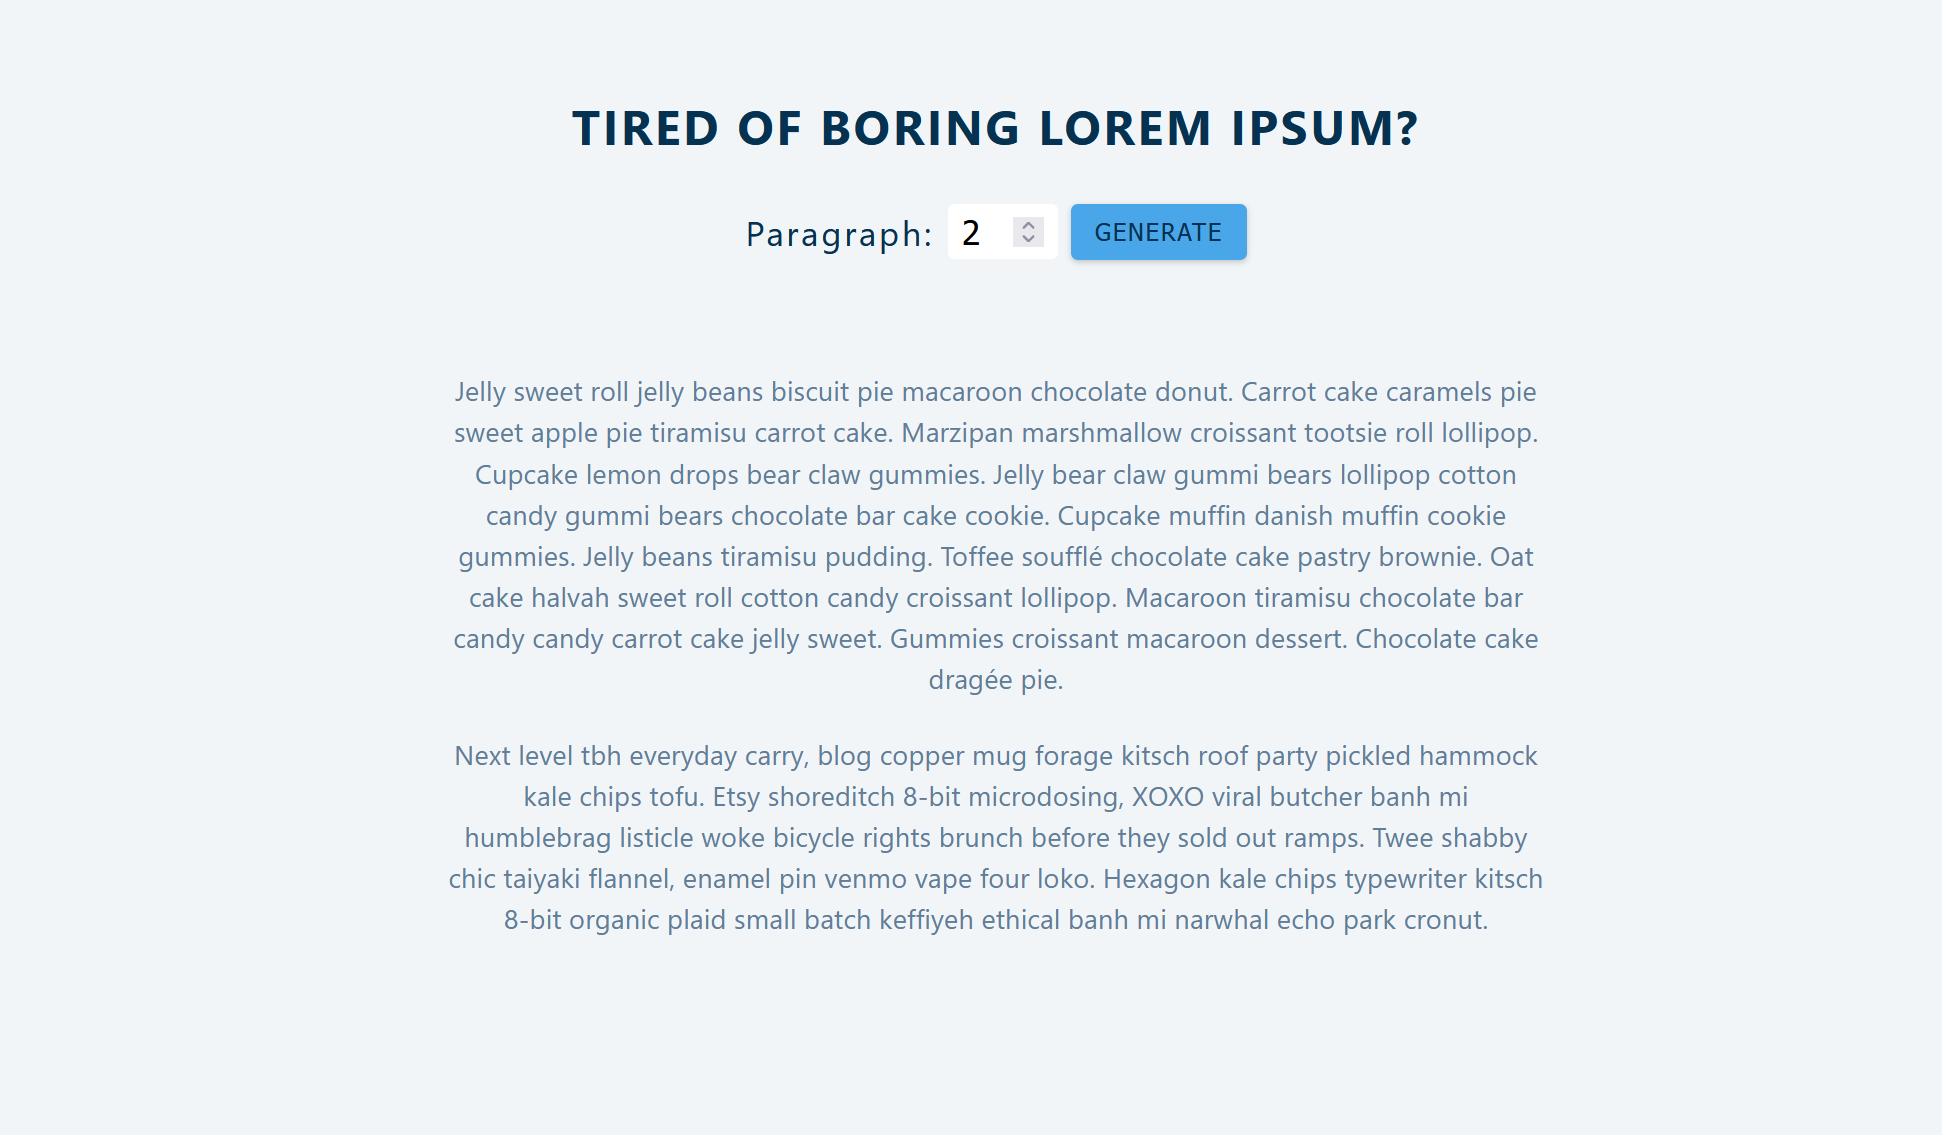 TIRED OF BORING LOREM IPSUM?
Paragraph: 2 GENERATE
Jelly sweet roll jelly beans biscuit pie macaroon chocolate donut. Carrot cake caramels pie
sweet apple pie tiramisu carrot cake. Marzipan marshmallow croissant tootsie roll lollipop.
Cupcake lemon drops bear claw gummies. Jelly bear claw gummi bears lollipop cotton
candy gummi bears chocolate bar cake cookie. Cupcake muffin danish muffin cookie
gummies. Jelly beans tiramisu pudding. Toffee soufflé chocolate cake pastry brownie. Oat
cake halvah sweet roll cotton candy croissant lollipop. Macaroon tiramisu chocolate bar
candy candy carrot cake jelly sweet. Gummies croissant macaroon dessert. Chocolate cake
dragée pie.
Next level tbh everyday carry, blog copper mug forage kitsch roof party pickled hammock
kale chips tofu. Etsy shoreditch 8-bit microdosing, XOXO viral butcher banh mi
humblebrag listicle woke bicycle rights brunch before they sold out ramps. Twee shabby
chic taiyaki flannel, enamel pin venmo vape four loko. Hexagon kale chips typewriter kitsch
8-bit organic plaid small batch keffiyeh ethical banh mi narwhal echo park cronut.